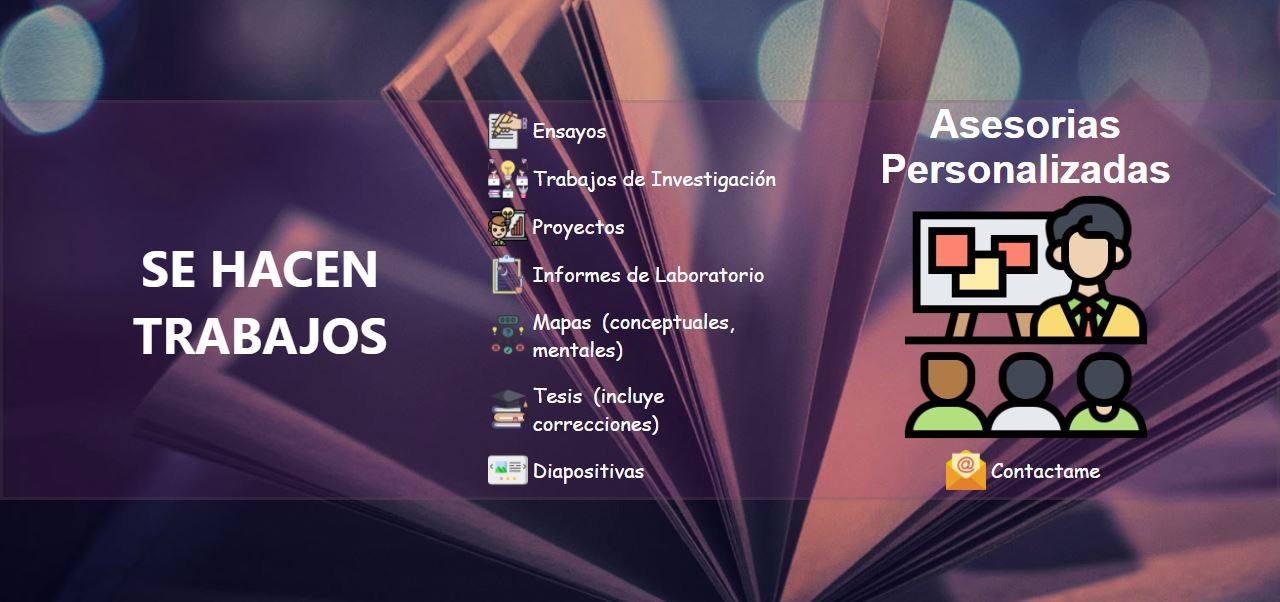 SE HACEN
TRABAJOS
Ensayos
Trabajos de Investigación
Proyectos
Informes de Laboratorio
Mapas (conceptuales,
mentales)
Tesis (incluye
correcciones)
Diapositivas
Asesorias
Personalizadas
Contactame